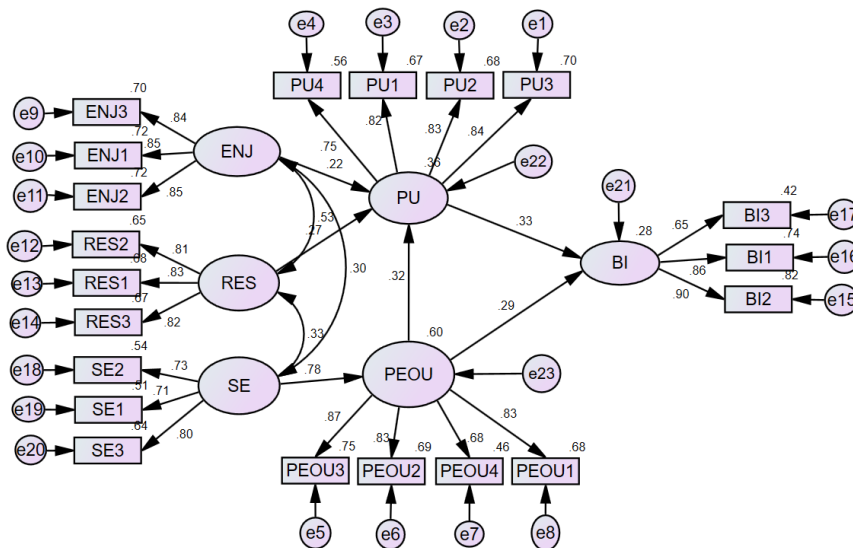 e4 e3 e2 e1
.56 .67 .68 .70
PU4 PU1 PU2 PU3
.70
e9 ENJ3
.84
.75 .82 .83 .84
.72
e10 ENJ1
.85
ENJ
.22
.36
e22
.72
e11 ENJ2
.85
PU
e21
.65
e12 RES2
.81
.53
.27
.33
.28
.42
.65
BI3 e17
.68
e13 RES1
.83
RES
.30
.32
BI
.74
.86
BI1 e16
.67
e14 RES3
.82
.33
.29
.82
.90
BI2 e15
.54
e18 SE2
.73
.60
.51
e19 SE1
.71
SE
.78
PEOU
e23
.64
e20 SE3
.80
.87 .83 .68 .83
.75 .69 .46 .68
PEOU3 PEOU2 PEOU4 PEOU1
e5 e6 e7 e8